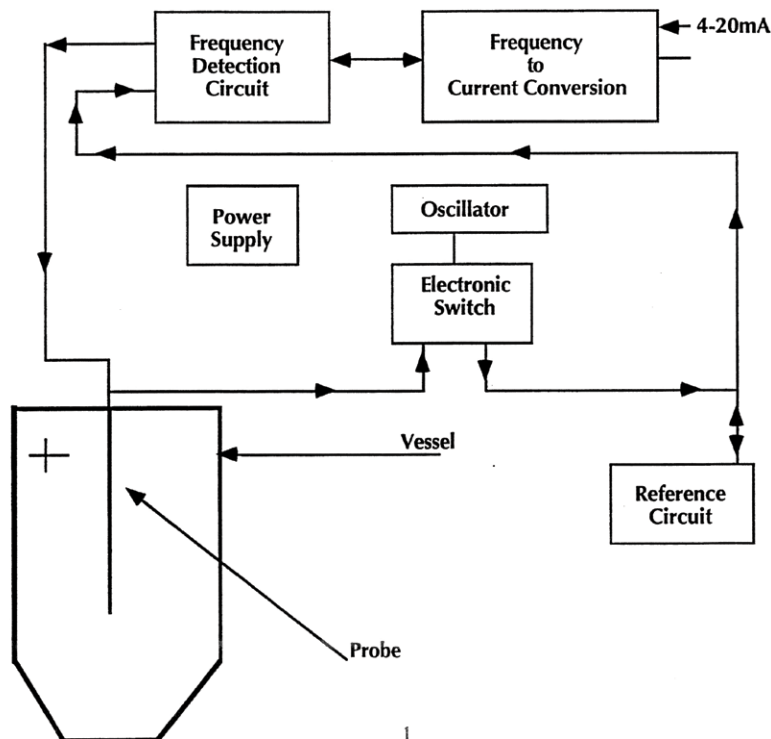 Frequency
Detection
Circuit
Frequency
to
Current Conversion
4-20mA
Power
Supply
Oscillator
Electronic
Switch
Vessel
Reference
Circuit
Probe
1